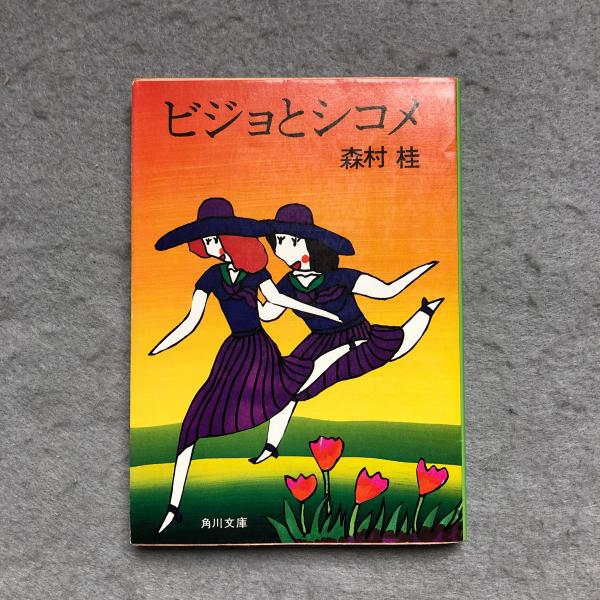 ビジョとシコメ
森村 桂
角川文庫